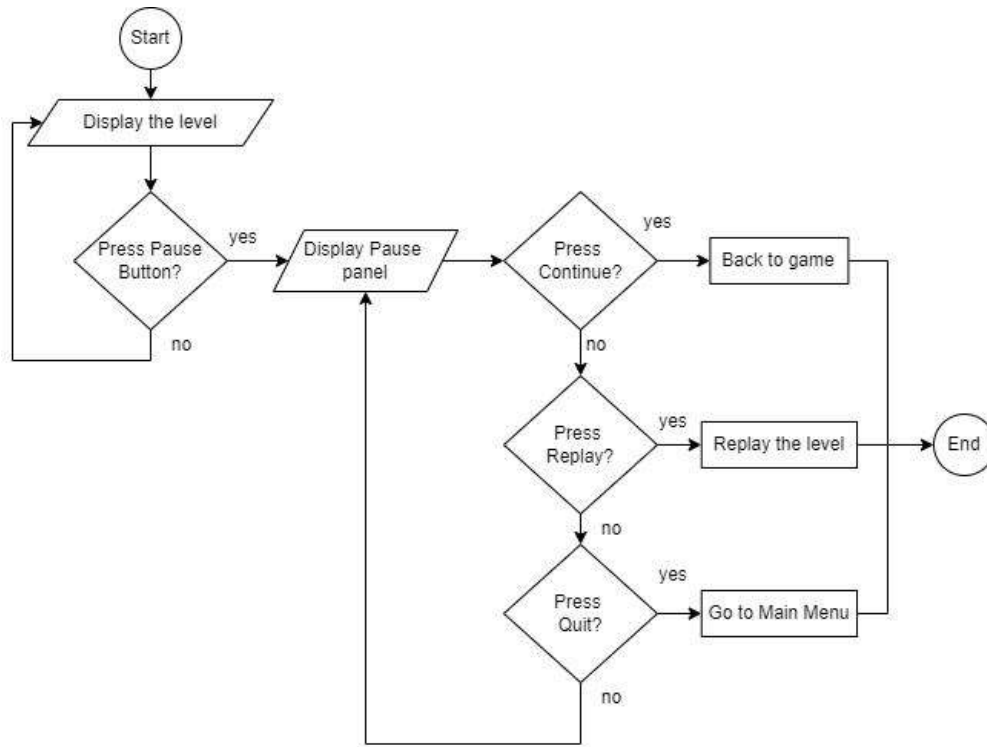 Start
Display the level
Press Pause
Button?
yes
no
Display Pause
panel
Press
Continue?
yes
Back to game
no
Press
Replay?
yes
Replay the level
End
no
Press
Quit?
yes
Go to Main Menu
no